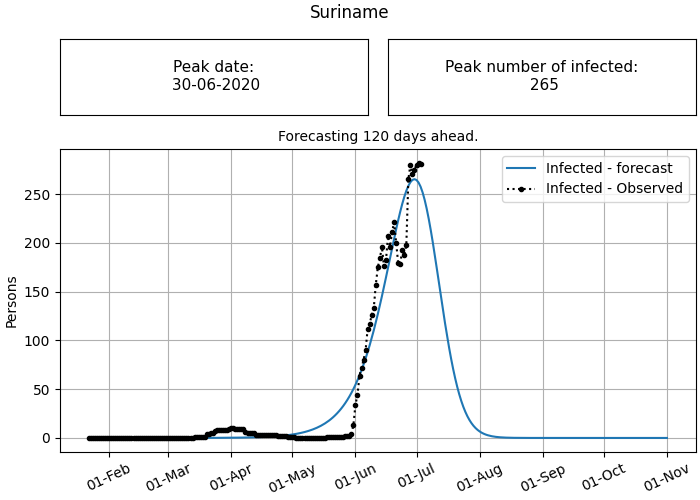 Suriname
Peak date:
30-06-2020
Peak number of infected:
265
Forecasting 120 days ahead.
Infected - forecast
Infected - Observed
Persons
250
200
150
100
50
0
01-Feb
01-Mar
01-Apr
01-May
01-Jun
01-Jul
01-Aug
01-Sep
01-Oct
01-Nov